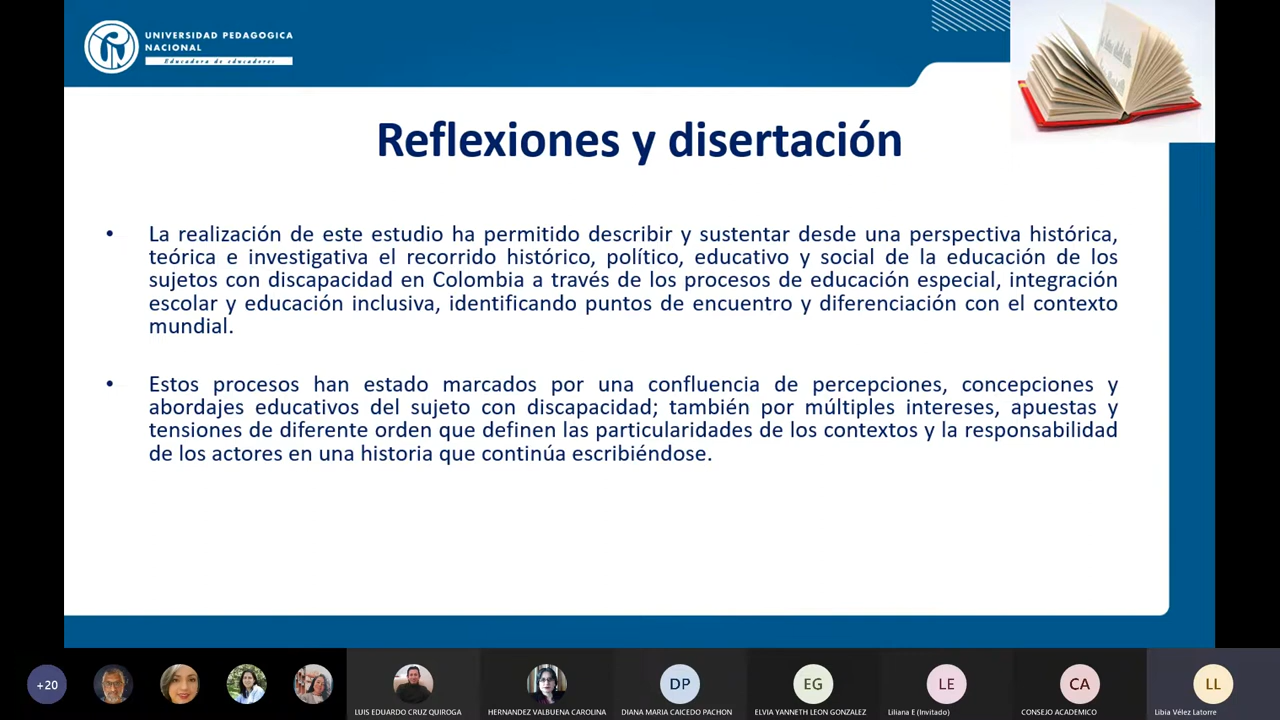 UNIVERSIDAD PEDAGOGICA
NACIONAL
Educadora de educadores
Reflexiones y disertación
• La realización de este estudio ha permitido describir y sustentar desde una perspectiva histórica,
teórica e investigativa el recorrido histórico, político, educativo y social de la educación de los
sujetos con discapacidad en Colombia a través de los procesos de educación especial, integración
escolar y educación inclusiva, identificando puntos de encuentro y diferenciación con el contexto
mundial.
• Estos procesos han estado marcados por una confluencia de percepciones, concepciones y
abordajes educativos del sujeto con discapacidad; también por múltiples intereses, apuestas y
tensiones de diferente orden que definen las particularidades de los contextos y la responsabilidad
de los actores en una historia que continúa escribiéndose.
+20
DP
EG
LE
CA
LL
LUIS EDUARDO CRUZ QUIROGA
HERNANDEZ VALBUENA CAROLINA
DIANA MARIA CAICEDO PACHON
ELVIA YANNETH LEON GONZALEZ
Liliana E (Invitado)
CONSEJO ACADEMICO
Libia Vélez Latorre